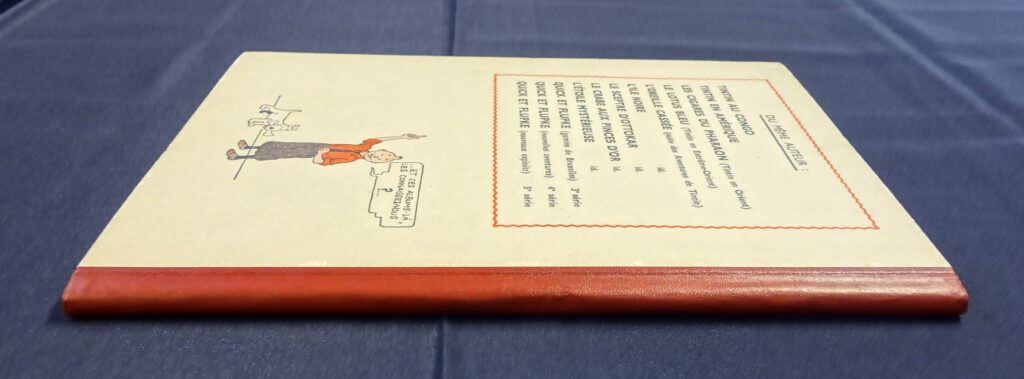 DU MÊME AUTEUR :
TINTIN AU CONGO
TINTIN EN AMÉRIQUE
LES CIGARES DU PHARAON (Tintin en Orient)
LE LOTUS BLEU (Tintin en Extrême-Orient)
L'OREILLE CASSÉE (suite des Aventures de Tintin)
L'ILE NOIRE id.
LE SCEPTRE D'OTTOKAR id.
LE CRABE AUX PINCES D'OR id.
L'ÉTOILE MYSTÉRIEUSE id.
QUICK ET FLUPKE (gamins de Bruxelles) 3e série
QUICK ET FLUPKE (nouvelles aventures) 4e série
QUICK ET FLUPKE (nouveaux exploits) 5e série
...ET CES ALBUMS LÀ,
LES CONNAISSEZ-VOUS
?...